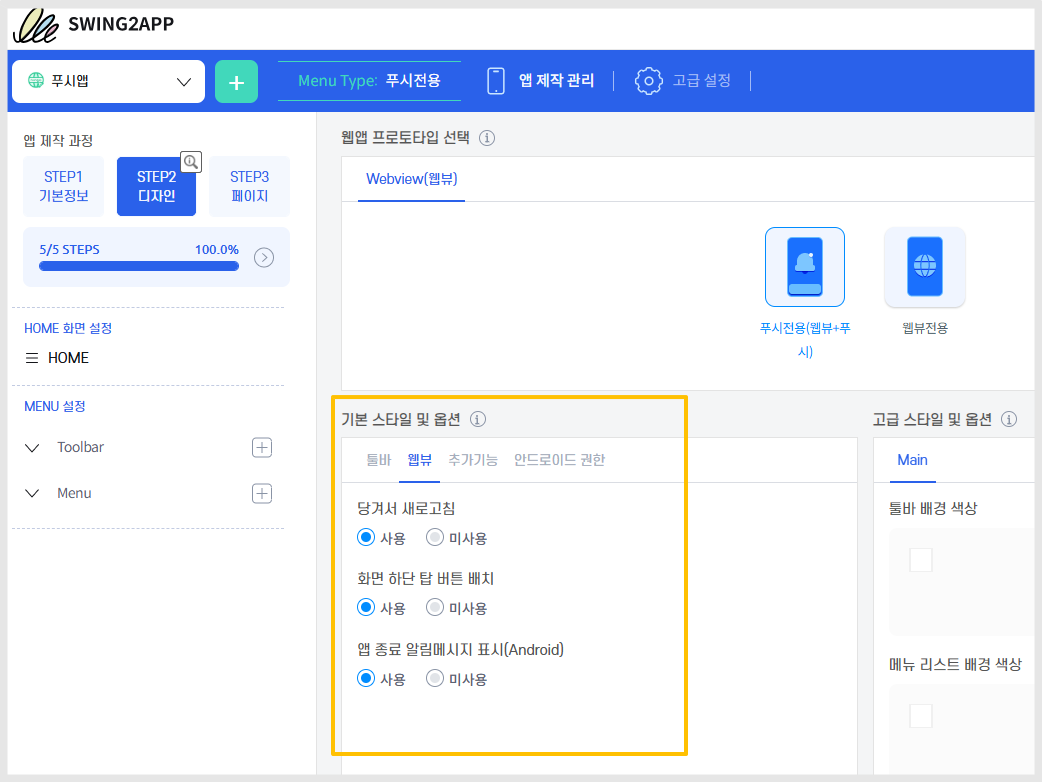 SWING2APP
푸시앱
Menu Type: 푸시전용
앱 제작 관리
고급 설정
앱 제작 과정
STEP1
기본정보
STEP2
디자인
STEP3
페이지
5/5 STEPS 100.0%
HOME 화면 설정
HOME
MENU 설정
Toolbar
Menu
웹앱 프로토타입 선택
Webview(웹뷰)
푸시전용(웹뷰+푸
시)
웹뷰전용
기본 스타일 및 옵션
툴바 웹뷰 추가기능 안드로이드 권한
당겨서 새로고침
사용 미사용
화면 하단 탑 버튼 배치
사용 미사용
앱 종료 알림메시지 표시(Android)
사용 미사용
고급 스타일 및 옵션
Main
툴바 배경 색상
메뉴 리스트 배경 색상